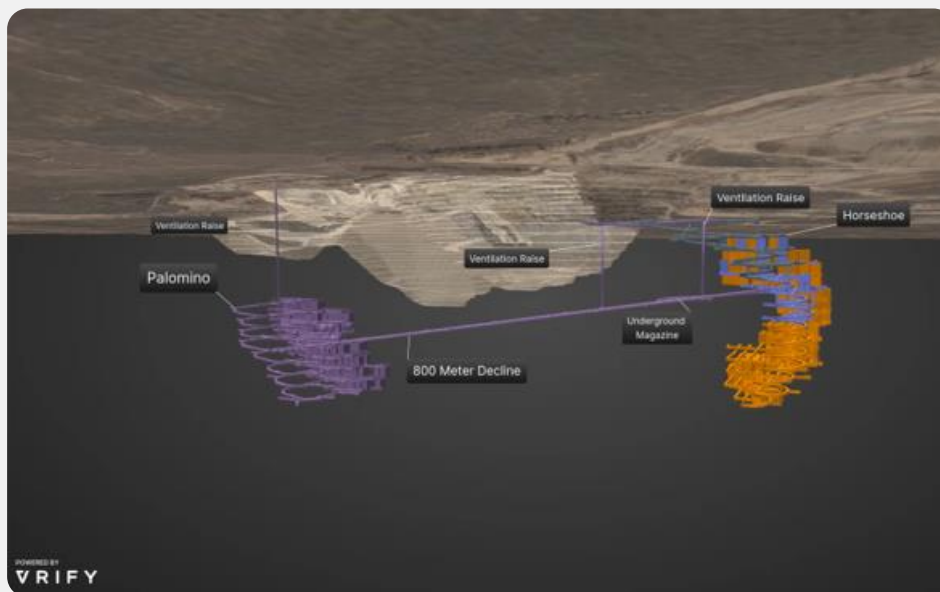 Ventilation Raise
Horseshoe
Ventilation Raise
Ventilation Raise
Palomino
Underground
Magazine
800 Meter Decline
POWERED BY
VRIFY